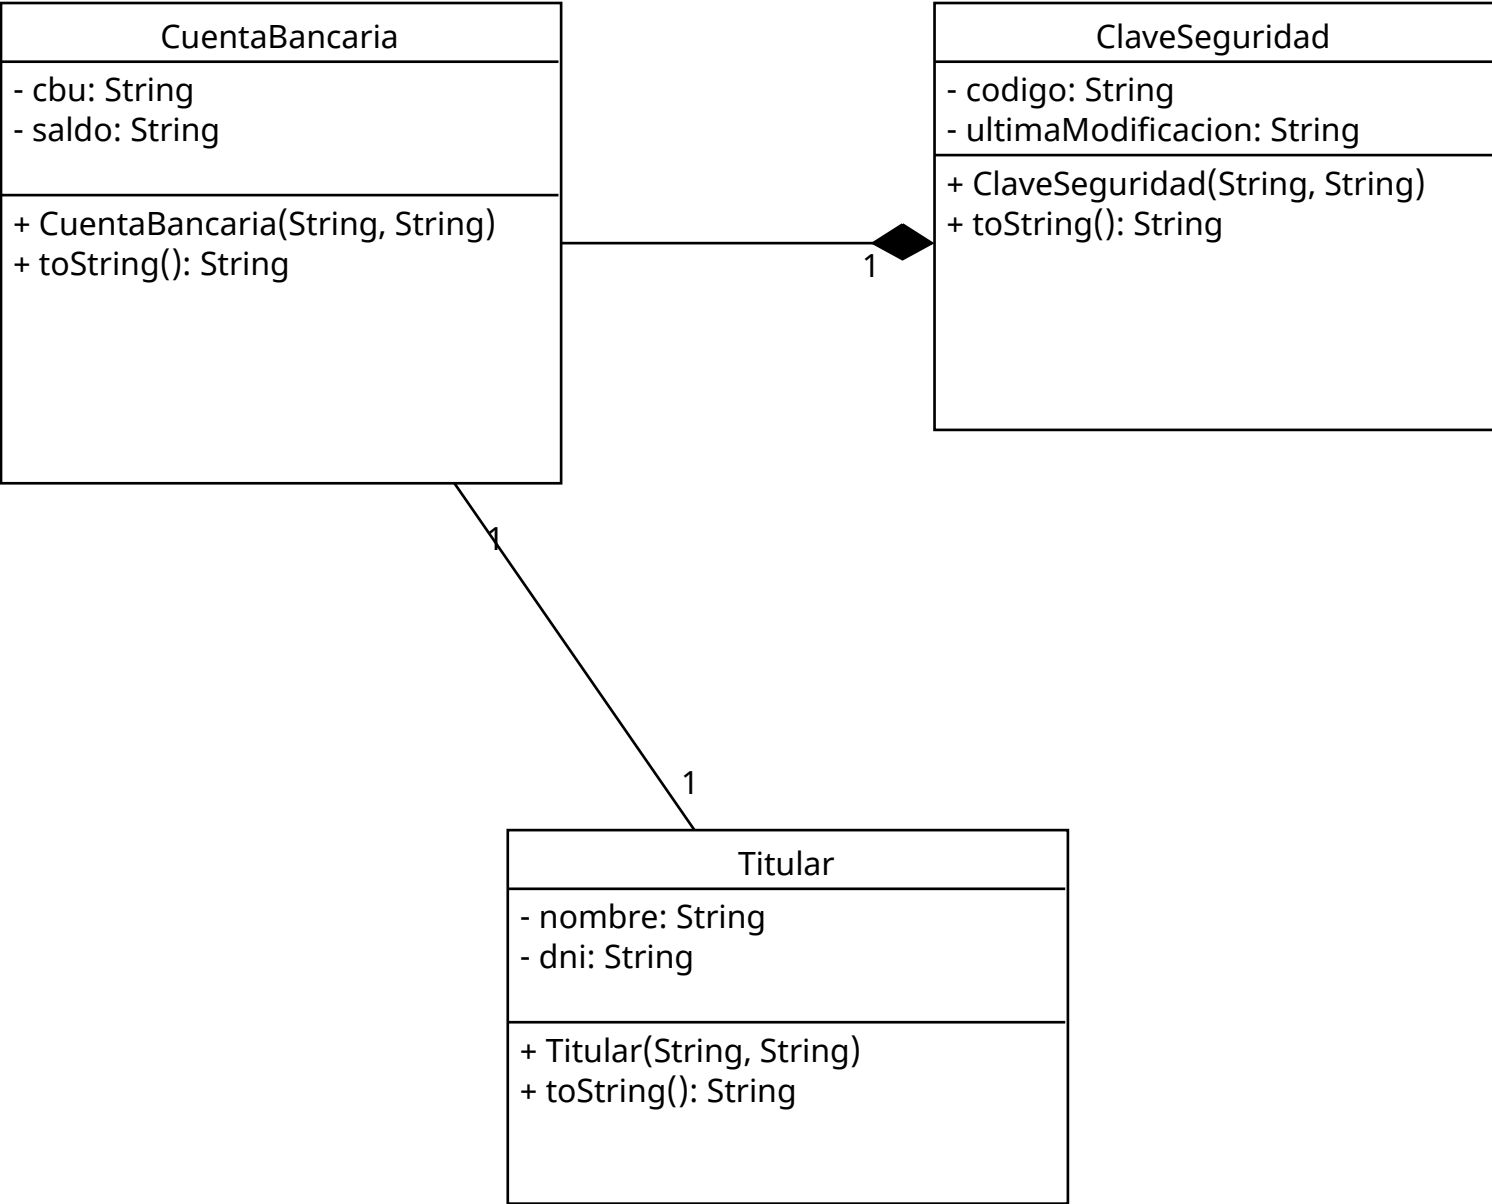 CuentaBancaria
- cbu: String
- saldo: String
+ CuentaBancaria(String, String)
+ toString(): String
ClaveSeguridad
- codigo: String
- ultimaModificacion: String
+ ClaveSeguridad(String, String)
+ toString(): String
1
1
1
Titular
- nombre: String
- dni: String
+ Titular(String, String)
+ toString(): String